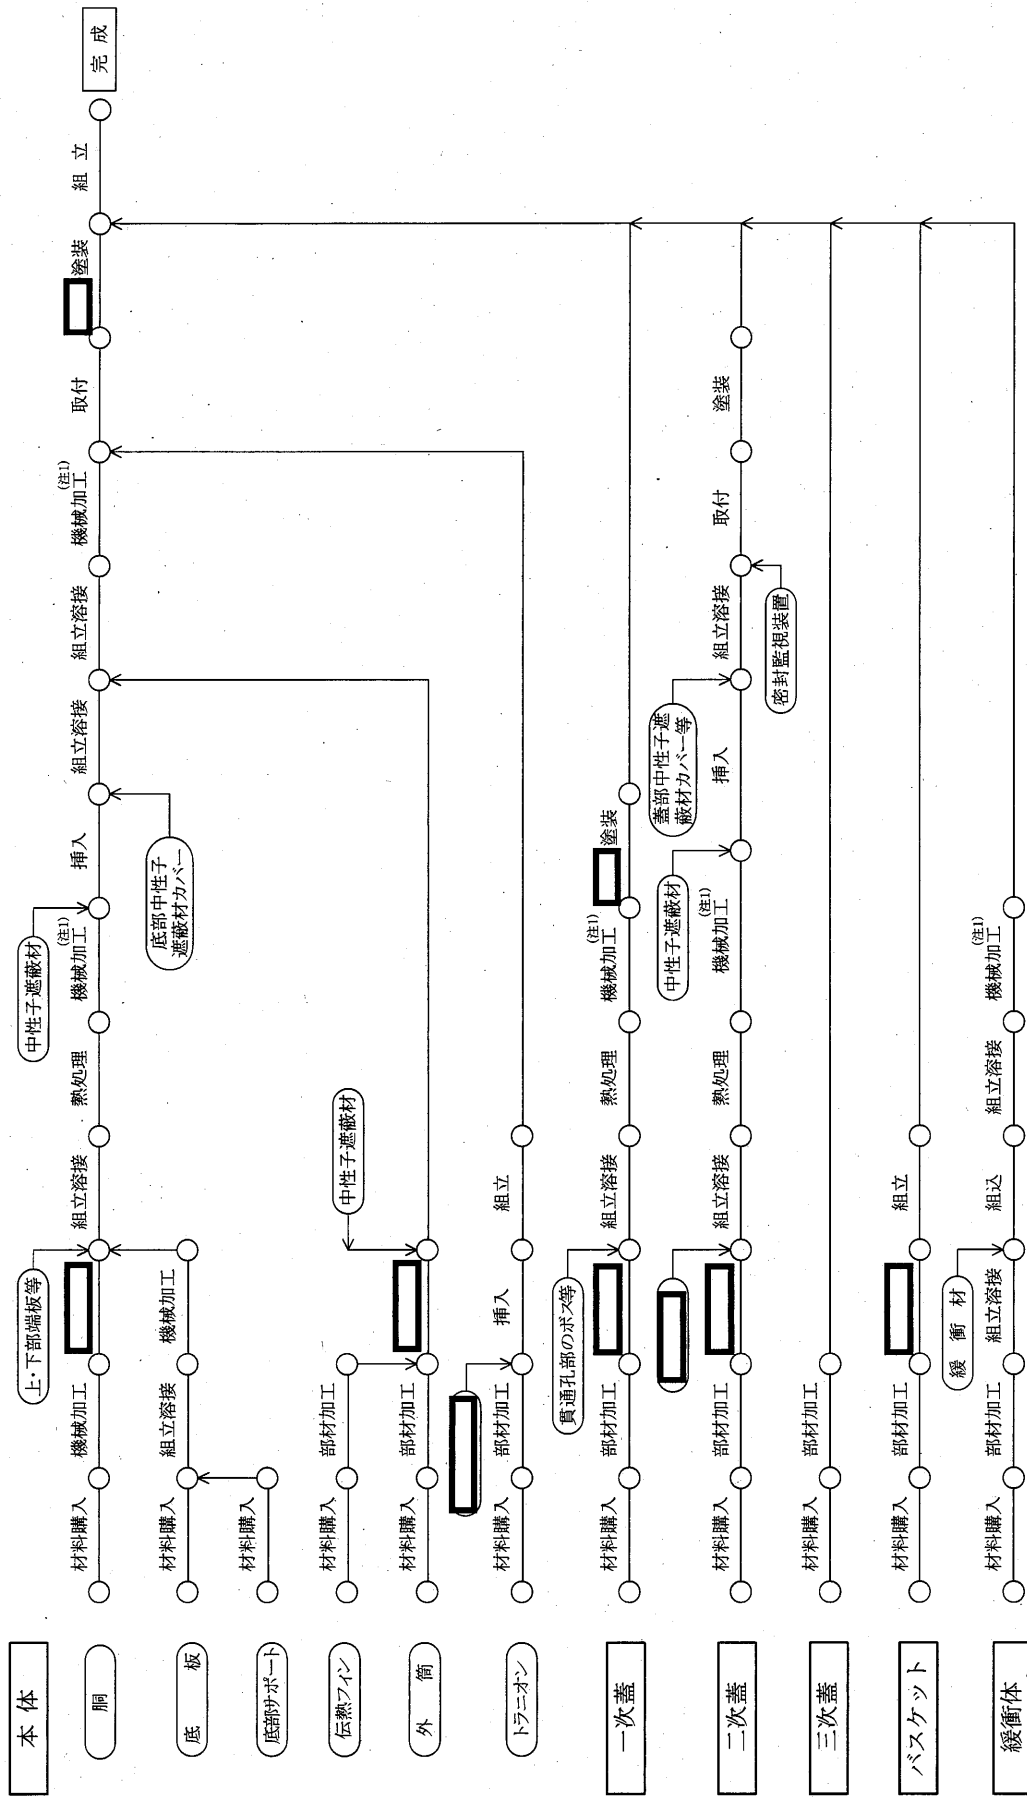 本体
胴
材料購入
機械加工
上・下部端板等
組立溶接
熱処理
機械加工
(注1)
中性子遮蔽材
挿入
底部中性子
遮蔽材カバー
組立溶接
組立溶接
機械加工
(注1)
取付
塗装
組立
完成
底板
材料購入
組立溶接
機械加工
底部サポート
材料購入
伝熱フィン
材料購入
部材加工
外筒
材料購入
部材加工
中性子遮蔽材
トラニオン
材料購入
部材加工
挿入
組立
一次蓋
材料購入
部材加工
貫通孔部のボス等
組立溶接
熱処理
機械加工
(注1)
塗装
二次蓋
材料購入
部材加工
組立溶接
熱処理
機械加工
(注1)
中性子遮蔽材
挿入
蓋部中性子遮
蔽材カバー等
組立溶接
密封監視装置
取付
塗装
三次蓋
材料購入
部材加工
バスケット
材料購入
部材加工
組立
緩衝体
材料購入
部材加工
組立溶接
緩衝材
組込
組立溶接
機械加工
(注1)